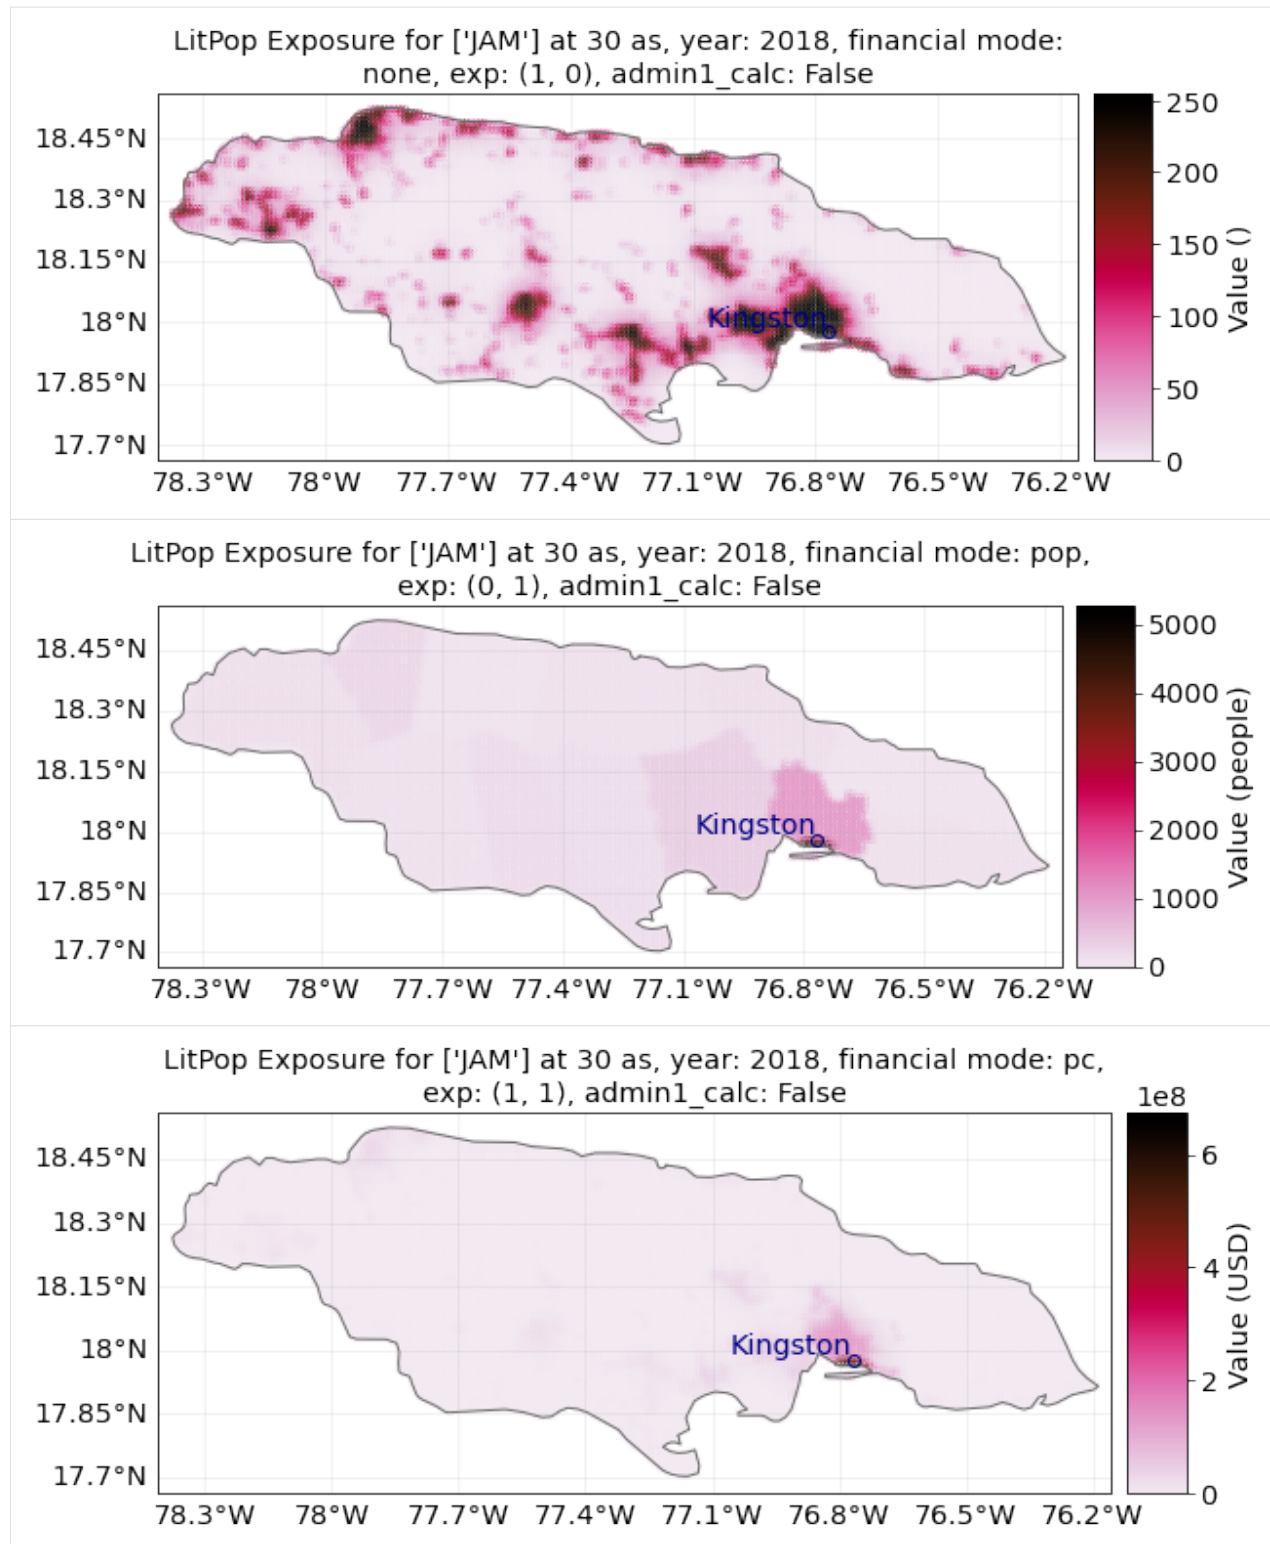 LitPop Exposure for ['JAM'] at 30 as, year: 2018, financial mode:
none, exp: (1, 0), admin1_calc: False
18.45°N
18.3°N
18.15°N
18°N
17.85°N
17.7°N
Kingston
78.3°W 78°W 77.7°W 77.4°W 77.1°W 76.8°W 76.5°W 76.2°W
250
200
150
100
50
0
Value ()
LitPop Exposure for ['JAM'] at 30 as, year: 2018, financial mode: pop,
exp: (0, 1), admin1_calc: False
18.45°N
18.3°N
18.15°N
18°N
17.85°N
17.7°N
Kingston
78.3°W 78°W 77.7°W 77.4°W 77.1°W 76.8°W 76.5°W 76.2°W
5000
4000
3000
2000
1000
0
Value (people)
LitPop Exposure for ['JAM'] at 30 as, year: 2018, financial mode: pc,
exp: (1, 1), admin1_calc: False
18.45°N
18.3°N
18.15°N
18°N
17.85°N
17.7°N
Kingston
78.3°W 78°W 77.7°W 77.4°W 77.1°W 76.8°W 76.5°W 76.2°W
1e8
6
4
2
0
Value (USD)